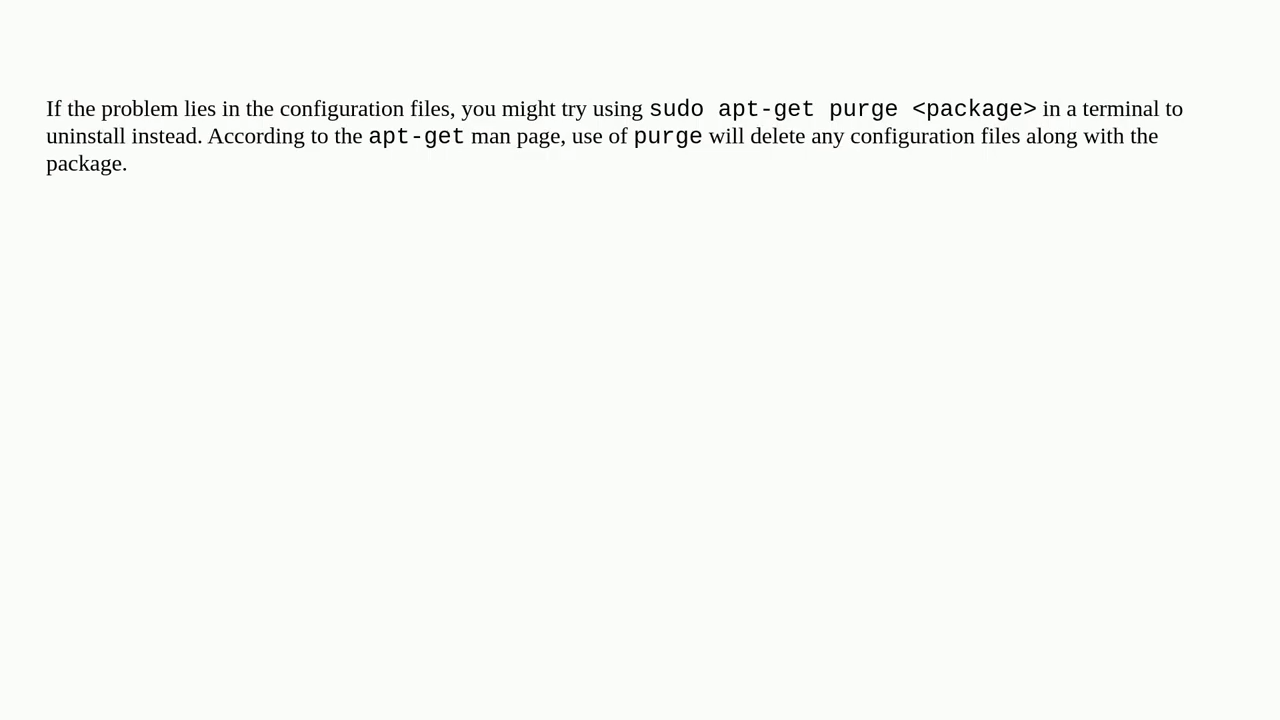 If the problem lies in the configuration files, you might try using sudo apt-get purge <package> in a terminal to
uninstall instead. According to the apt-get man page, use of purge will delete any configuration files along with the
package.